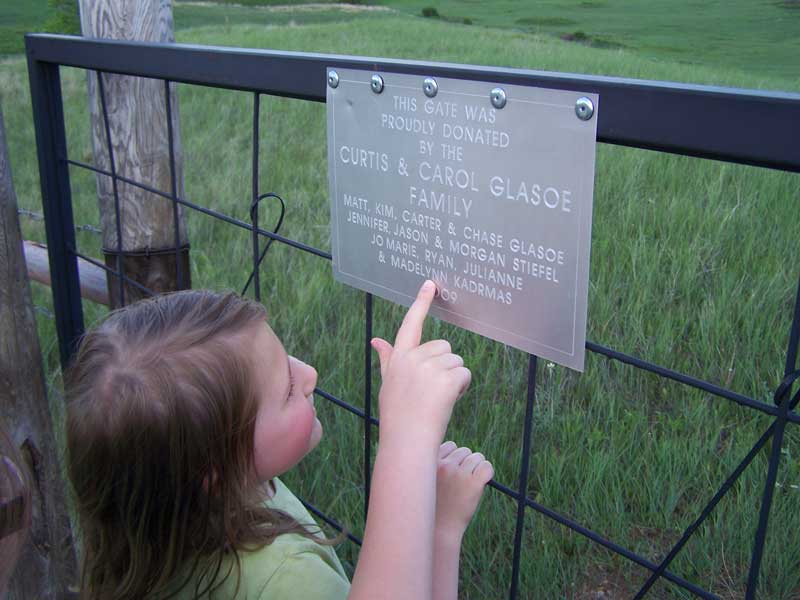 THIS GATE WAS
PROUDLY DONATED
BY THE
CURTIS & CAROL GLASOE
FAMILY
MATT, KIM, CARTER & CHASE GLASOE
JENNIFER, JASON & MORGAN STIEFEL
JO MARIE, RYAN, JULIANNE
& MADELYNN KADRMAS